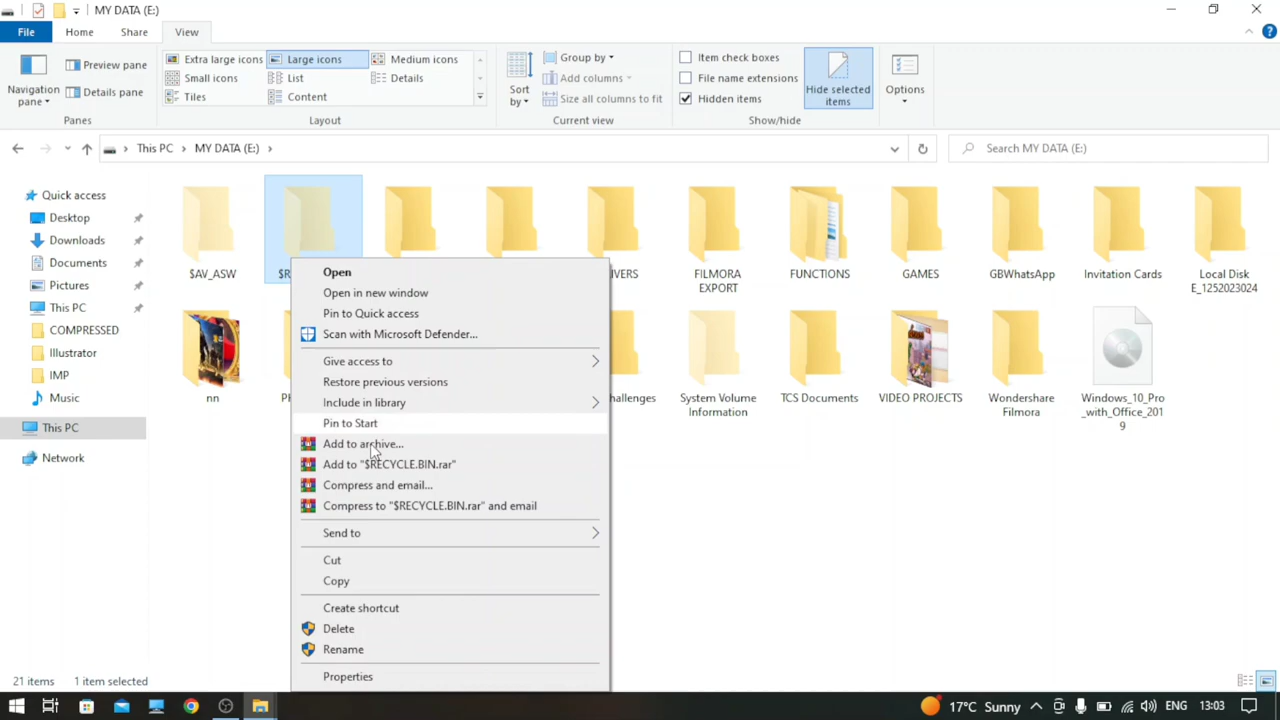 MY DATA (E:)
File
Home
Share
View
Preview pane
Details pane
Navigation
pane
Panes
Extra large icons
Large icons
Medium icons
Small icons
List
Details
Tiles
Content
Layout
Sort
by
Group by
Add columns
Size all columns to fit
Current view
Item check boxes
File name extensions
Hidden items
Hide selected
items
Show/hide
Options
This PC
MY DATA (E:)
Search MY DATA (E:)
Quick access
Desktop
Downloads
Documents
Pictures
This PC
COMPRESSED
Illustrator
IMP
Music
This PC
Network
$AV_ASW
FILMORA
EXPORT
FUNCTIONS
GAMES
GBWhatsApp
Invitation Cards
Local Disk
E_1252023024
nn
System Volume
Information
TCS Documents
VIDEO PROJECTS
Wondershare
Filmora
Windows_10_Pro
_with_Office_201
9
Open
Open in new window
Pin to Quick access
Scan with Microsoft Defender...
Give access to
Restore previous versions
Include in library
Pin to Start
Add to archive...
Add to "$RECYCLE.BIN.rar"
Compress and email...
Compress to "$RECYCLE.BIN.rar" and email
Send to
Cut
Copy
Create shortcut
Delete
Rename
Properties
21 items
1 item selected
17°C Sunny
ENG
13:03